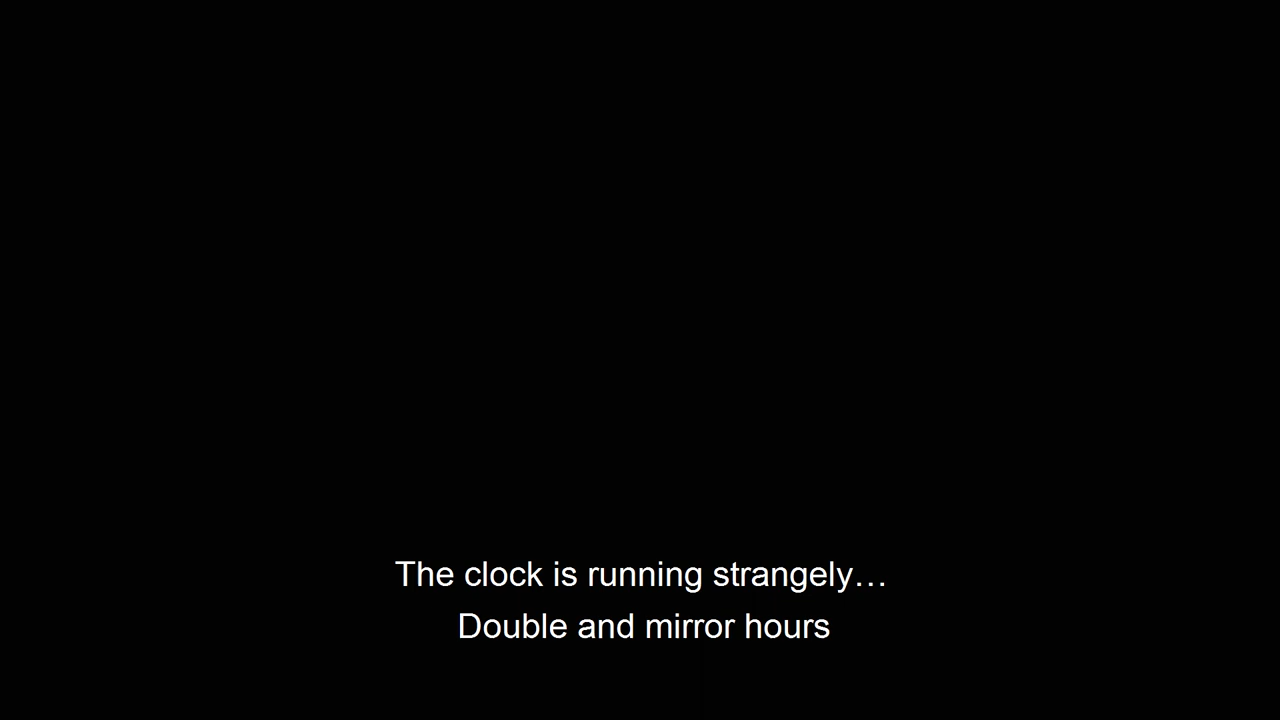 The clock is running strangely…
Double and mirror hours